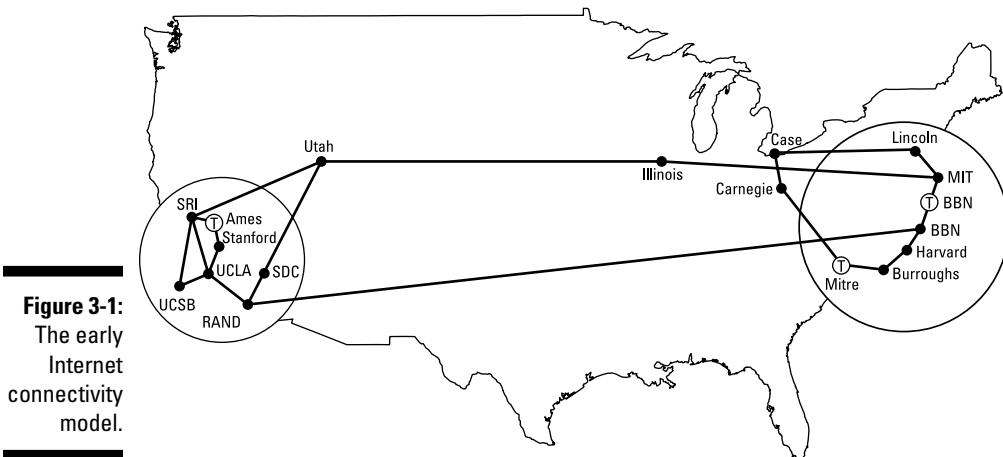 Utah
Illinois
Case
Lincoln
MIT
Carnegie
T
BBN
BBN
Harvard
Burroughs
T
Mitre
SRI
T
Ames
Stanford
UCLA
SDC
UCSB
RAND
Figure 3-1:
The early
Internet
connectivity
model.